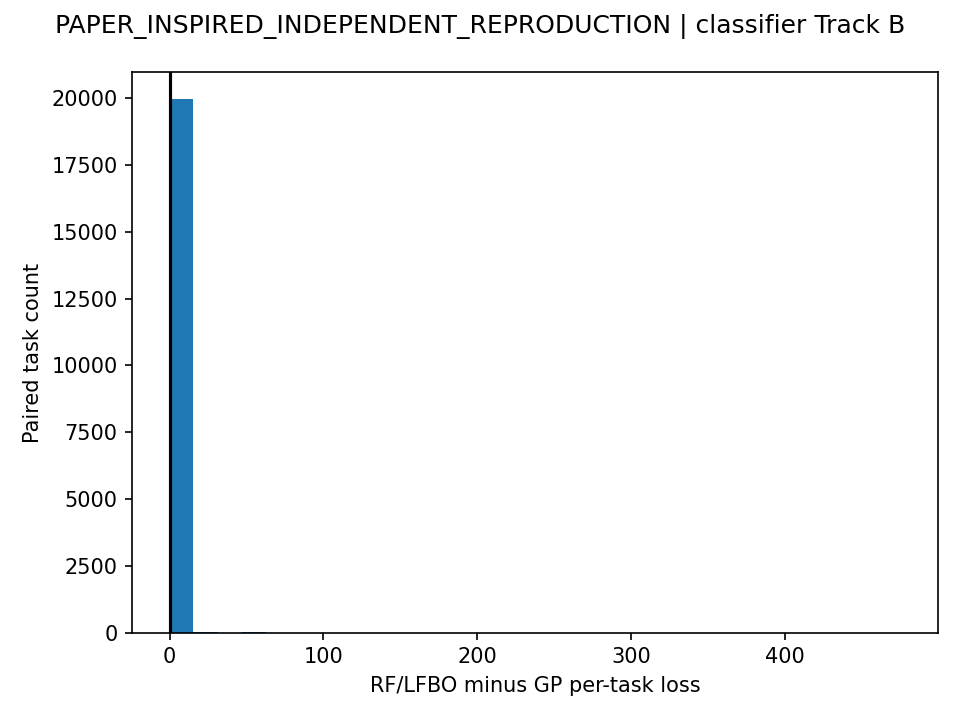 PAPER_INSPIRED_INDEPENDENT_REPRODUCTION | classifier Track B
20000
17500
15000
12500
10000
7500
5000
2500
0
Paired task count
0 100 200 300 400
RF/LFBO minus GP per-task loss